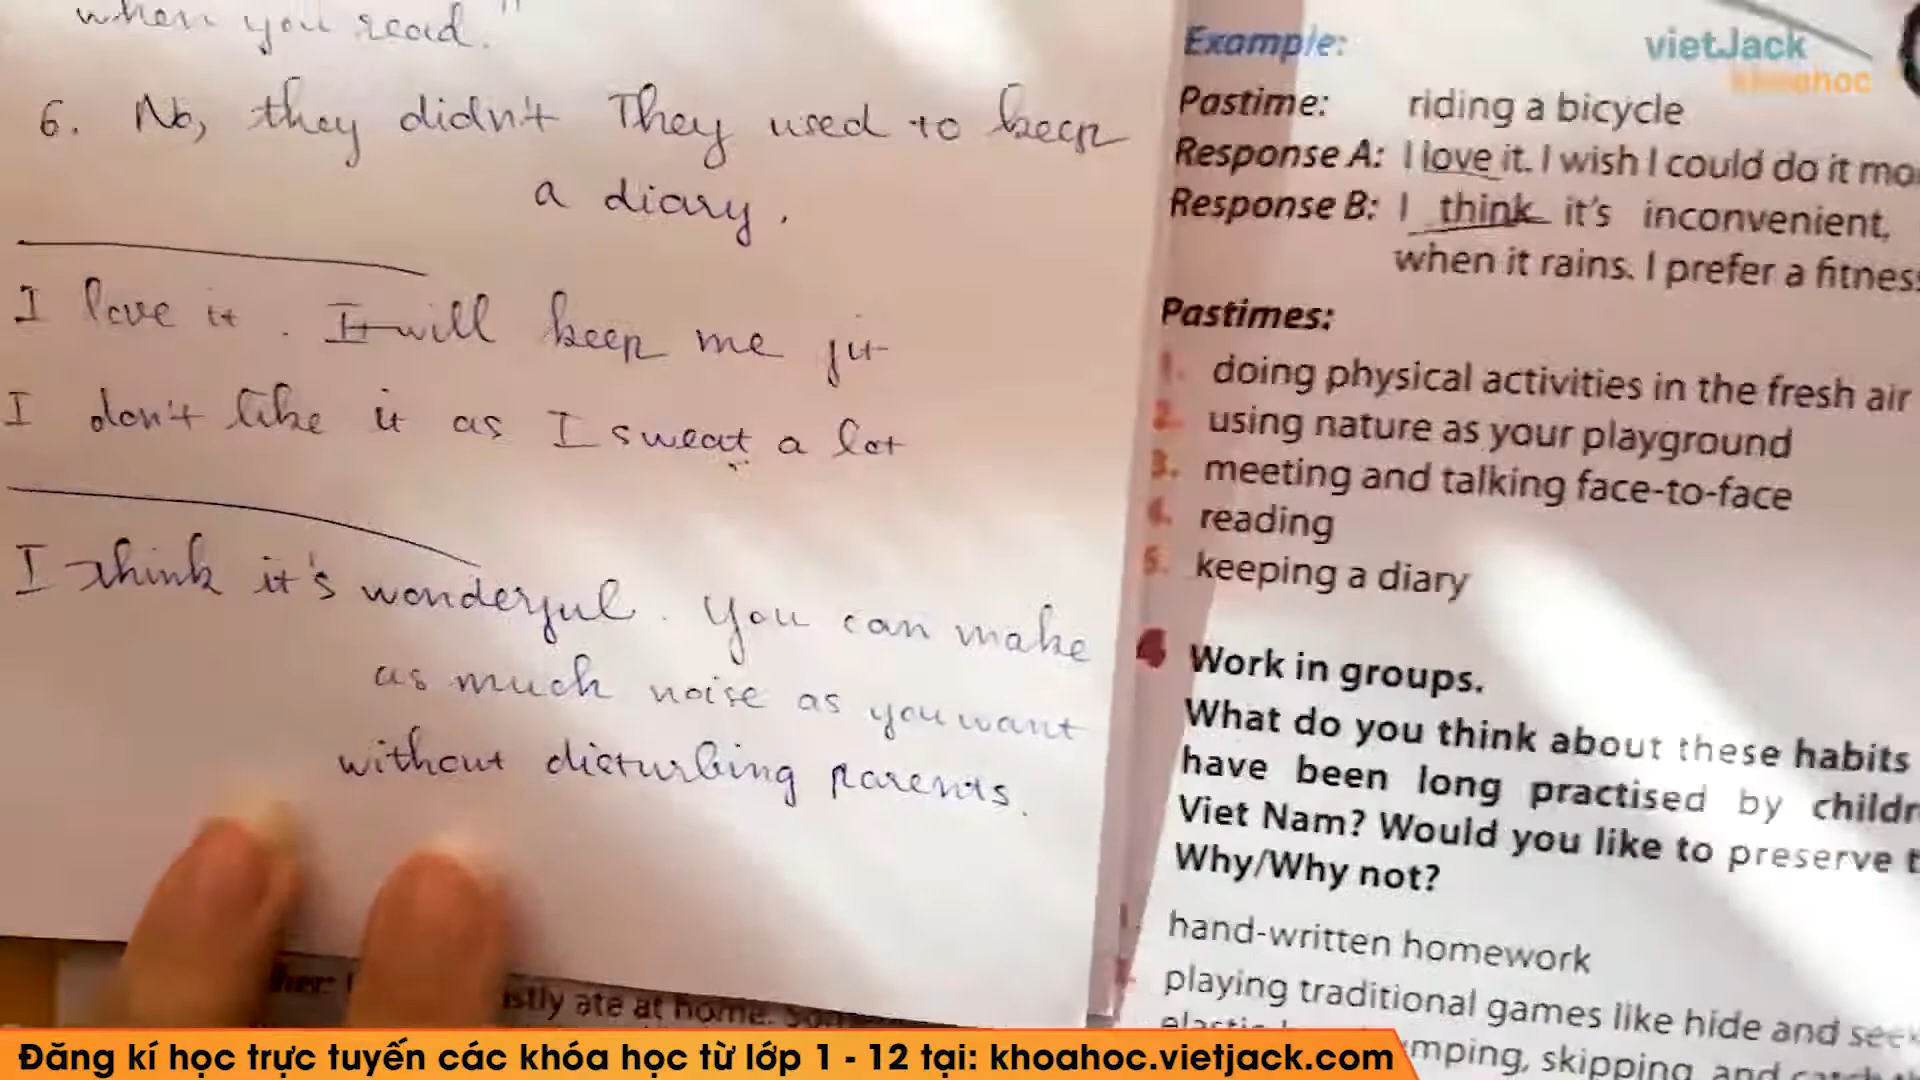 when you read."
6. No, they didn't They used to keep
a diary.
I love it. It will keep me fit
I don't like it as I sweat a lot
I think it's wonderful. You can make
as much noise as you want
without disturbing parents.
Example:
Pastime: riding a bicycle
Response A: I love it. I wish I could do it
Response B: I think it's inconvenient,
when it rains. I prefer a
Pastimes:
1. doing physical activities in the fresh air
2. using nature as your playground
3. meeting and talking face-to-face
4. reading
5. keeping a diary
4 Work in groups.
What do you think about these habits
have been long practised by
Viet Nam? Would you like to preserve
Why/Why not?
hand-written homework
playing traditional games like hide and
skipping, and
ate at home.
vietJack
khoahoc
Đăng kí học trực tuyến các khóa học từ lớp 1 - 12 tại: khoahoc.vietjack.com